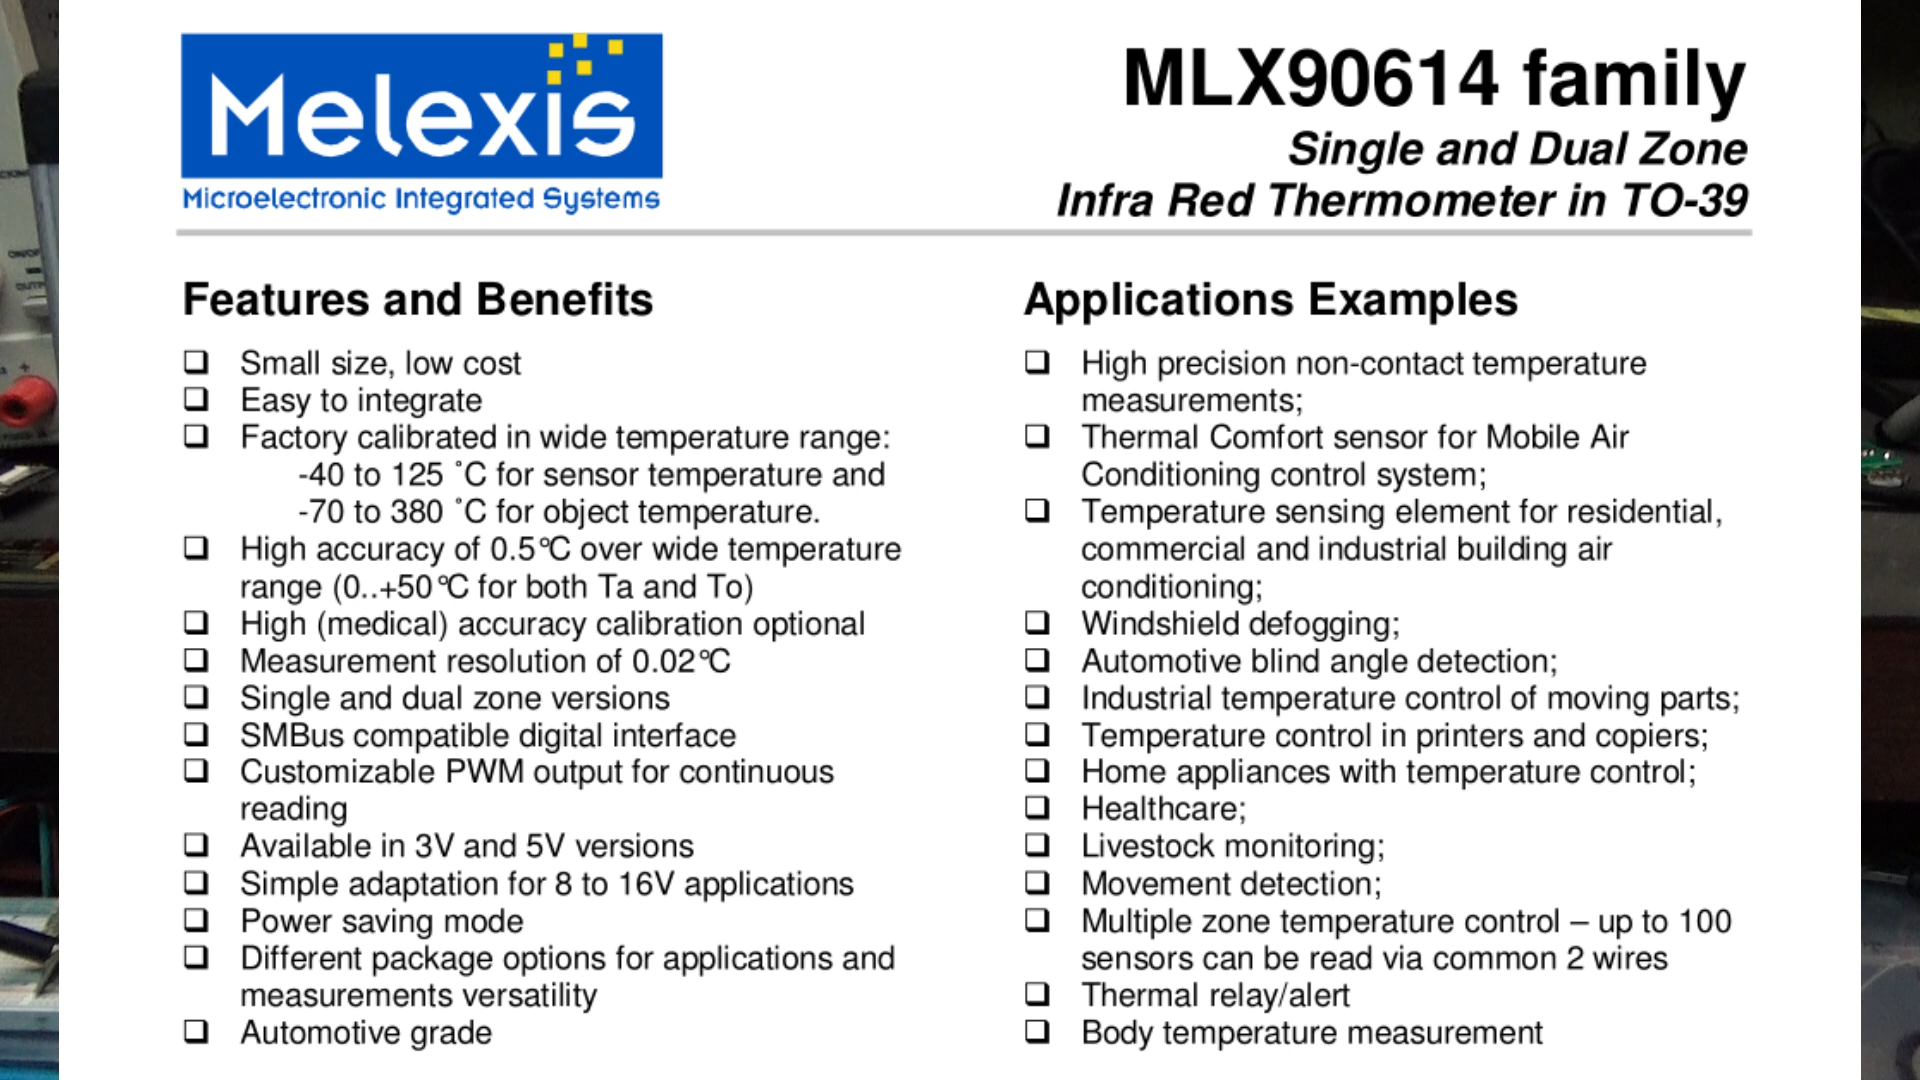 Melexis
Microelectronic Integrated Systems
MLX90614 family
Single and Dual Zone
Infra Red Thermometer in TO-39
Features and Benefits
❑ Small size, low cost
❑ Easy to integrate
❑ Factory calibrated in wide temperature range:
-40 to 125 ˚C for sensor temperature and
-70 to 380 ˚C for object temperature.
❑ High accuracy of 0.5°C over wide temperature
range (0..+50°C for both Ta and To)
❑ High (medical) accuracy calibration optional
❑ Measurement resolution of 0.02°C
❑ Single and dual zone versions
❑ SMBus compatible digital interface
❑ Customizable PWM output for continuous
reading
❑ Available in 3V and 5V versions
❑ Simple adaptation for 8 to 16V applications
❑ Power saving mode
❑ Different package options for applications and
measurements versatility
❑ Automotive grade
Applications Examples
❑ High precision non-contact temperature
measurements;
❑ Thermal Comfort sensor for Mobile Air
Conditioning control system;
❑ Temperature sensing element for residential,
commercial and industrial building air
conditioning;
❑ Windshield defogging;
❑ Automotive blind angle detection;
❑ Industrial temperature control of moving parts;
❑ Temperature control in printers and copiers;
❑ Home appliances with temperature control;
❑ Healthcare;
❑ Livestock monitoring;
❑ Movement detection;
❑ Multiple zone temperature control – up to 100
sensors can be read via common 2 wires
❑ Thermal relay/alert
❑ Body temperature measurement